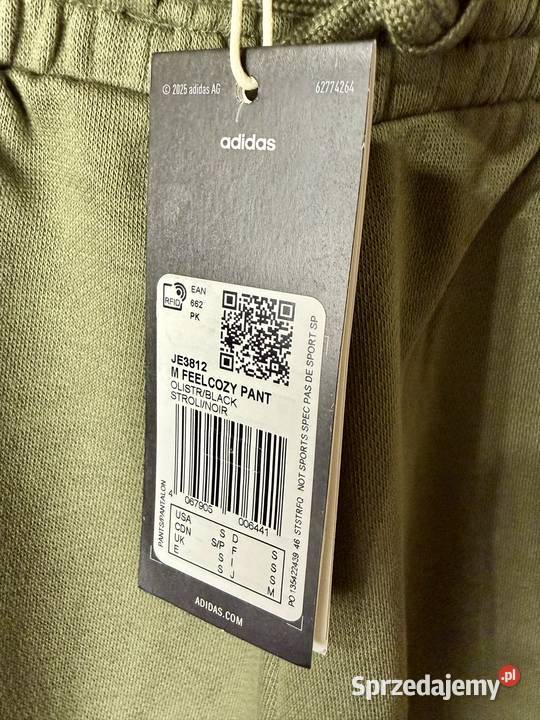 © 2025 adidas AG 62774264
adidas
RFID
EAN
662
PK
JE3812
M FEELCOZY PANT
OLISTR/BLACK
STROLI/NOIR
PANTS/PANTALON
4 067905 006441
USA S D S
CDN S/P F S
UK S I S
E S J M
PO 135422439 46 STSTRFO NOT SPORTS SPEC PAS DE SPORT SP
ADIDAS.COM
Sprzedajemy.pl